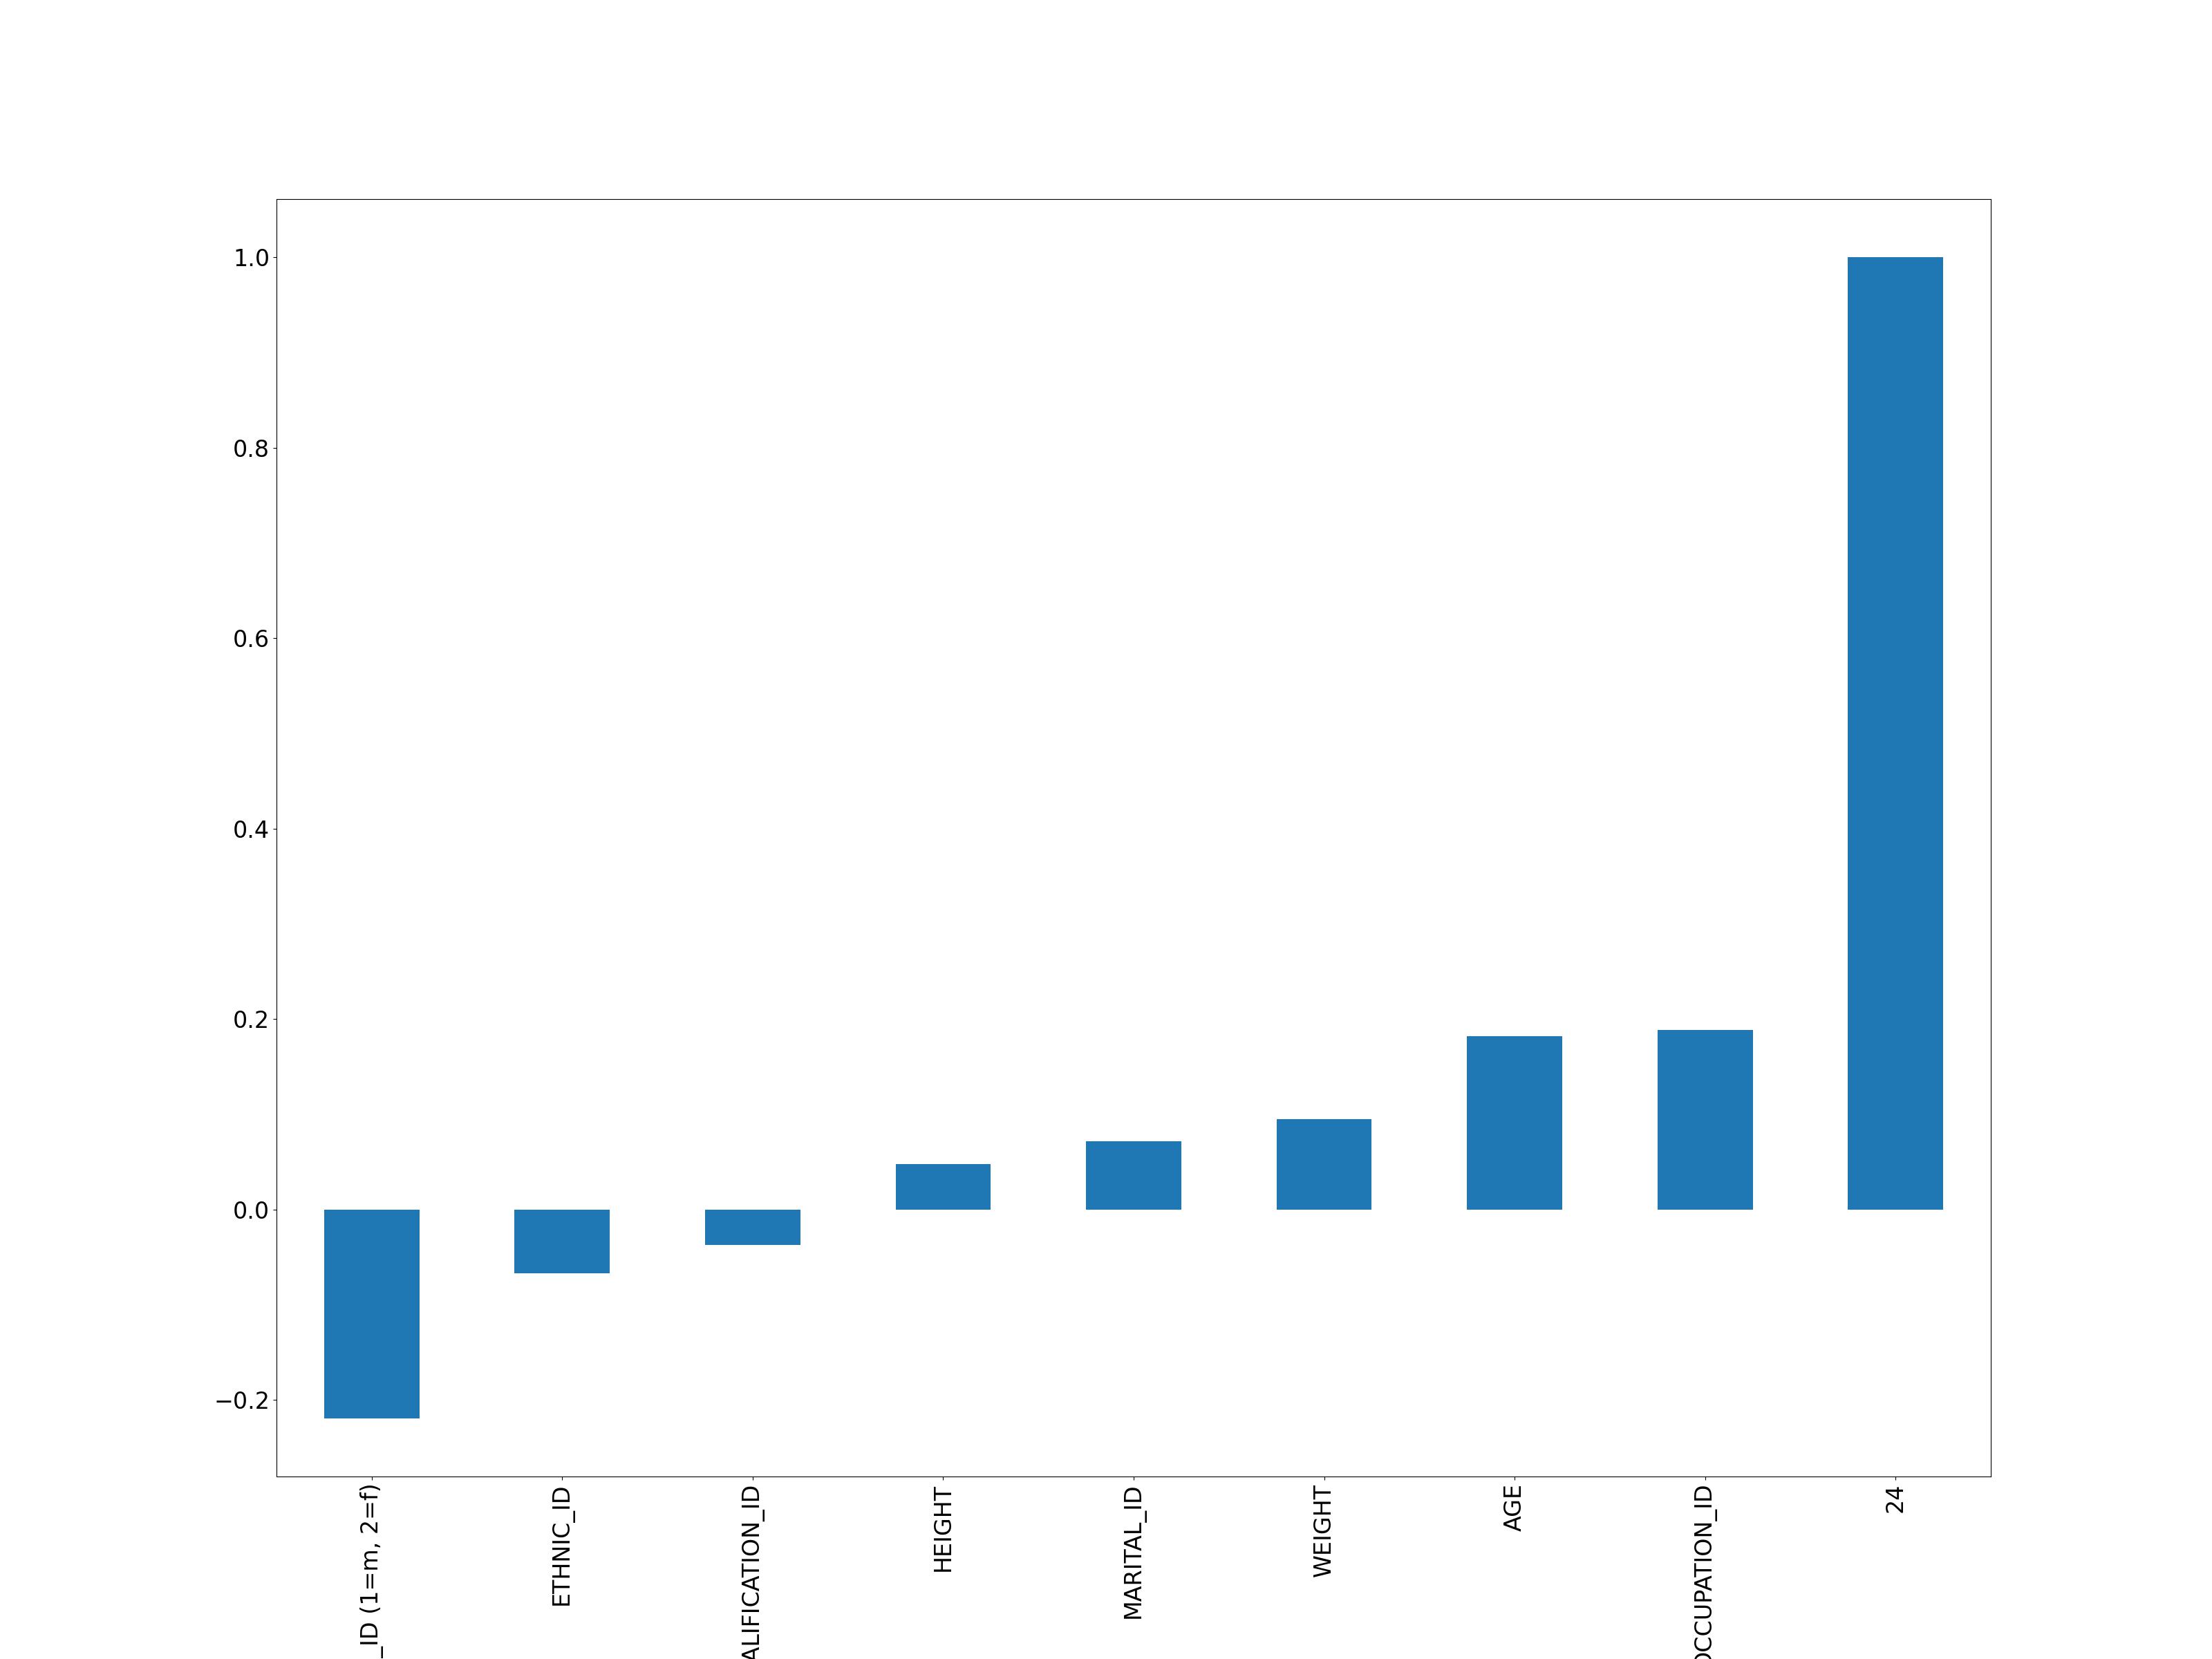 1.0
0.8
0.6
0.4
0.2
0.0
−0.2
_ID (1=m, 2=f)
ETHNIC_ID
ALIFICATION_ID
HEIGHT
MARITAL_ID
WEIGHT
AGE
OCCUPATION_ID
24